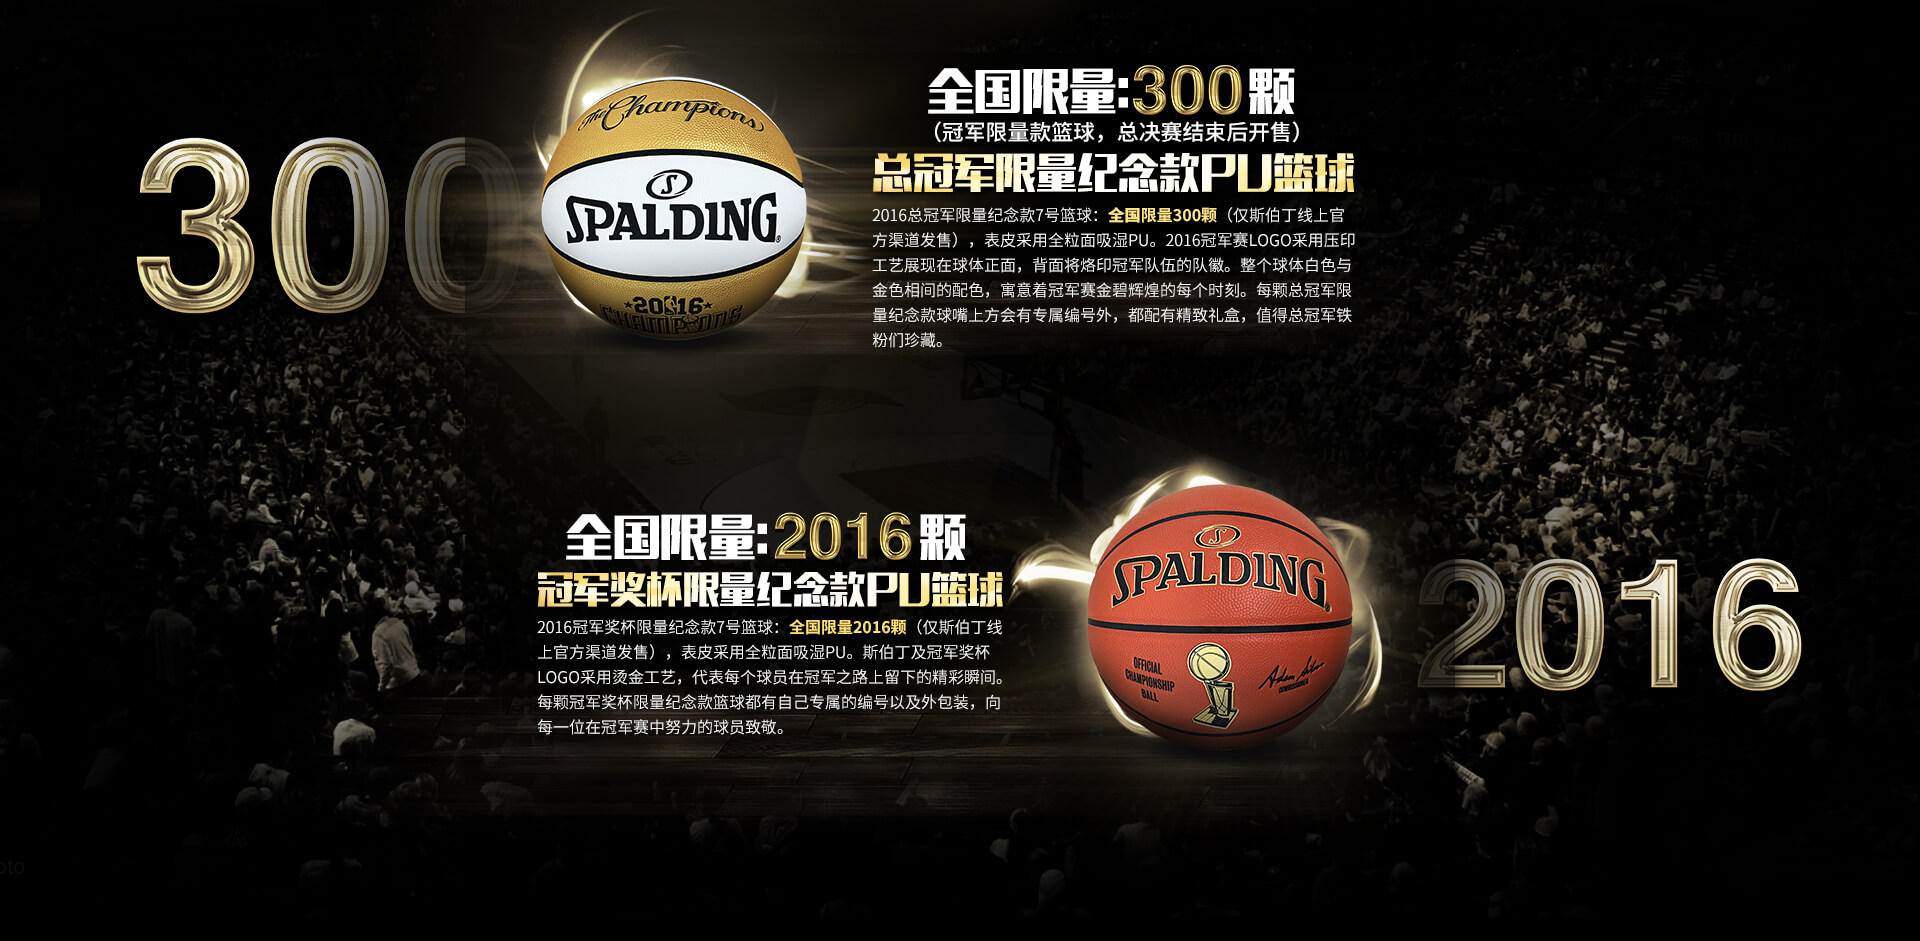 300
The Champions
SPALDING
2016
CHAMPIONS
全国限量:300颗
（冠军限量款篮球，总决赛结束后开售）
总冠军限量纪念款PU篮球
2016总冠军限量纪念款7号篮球：全国限量300颗（仅斯伯丁线上官
方渠道发售），表皮采用全粒面吸湿PU。2016冠军赛LOGO采用压印
工艺展现在球体正面，背面将烙印冠军队伍的队徽。整个球体白色与
金色相间的配色，寓意着冠军赛金碧辉煌的每个时刻。每颗总冠军限
量纪念款球嘴上方会有专属编号外，都配有精致礼盒，值得总冠军铁
粉们珍藏。
全国限量:2016颗
冠军奖杯限量纪念款PU篮球
2016冠军奖杯限量纪念款7号篮球：全国限量2016颗（仅斯伯丁线
上官方渠道发售），表皮采用全粒面吸湿PU。斯伯丁及冠军奖杯
LOGO采用烫金工艺，代表每个球员在冠军之路上留下的精彩瞬间。
每颗冠军奖杯限量纪念款篮球都有自己专属的编号以及外包装，向
每一位在冠军赛中努力的球员致敬。
SPALDING
OFFICIAL
CHAMPIONSHIP
BALL
COMMISSIONER
2016